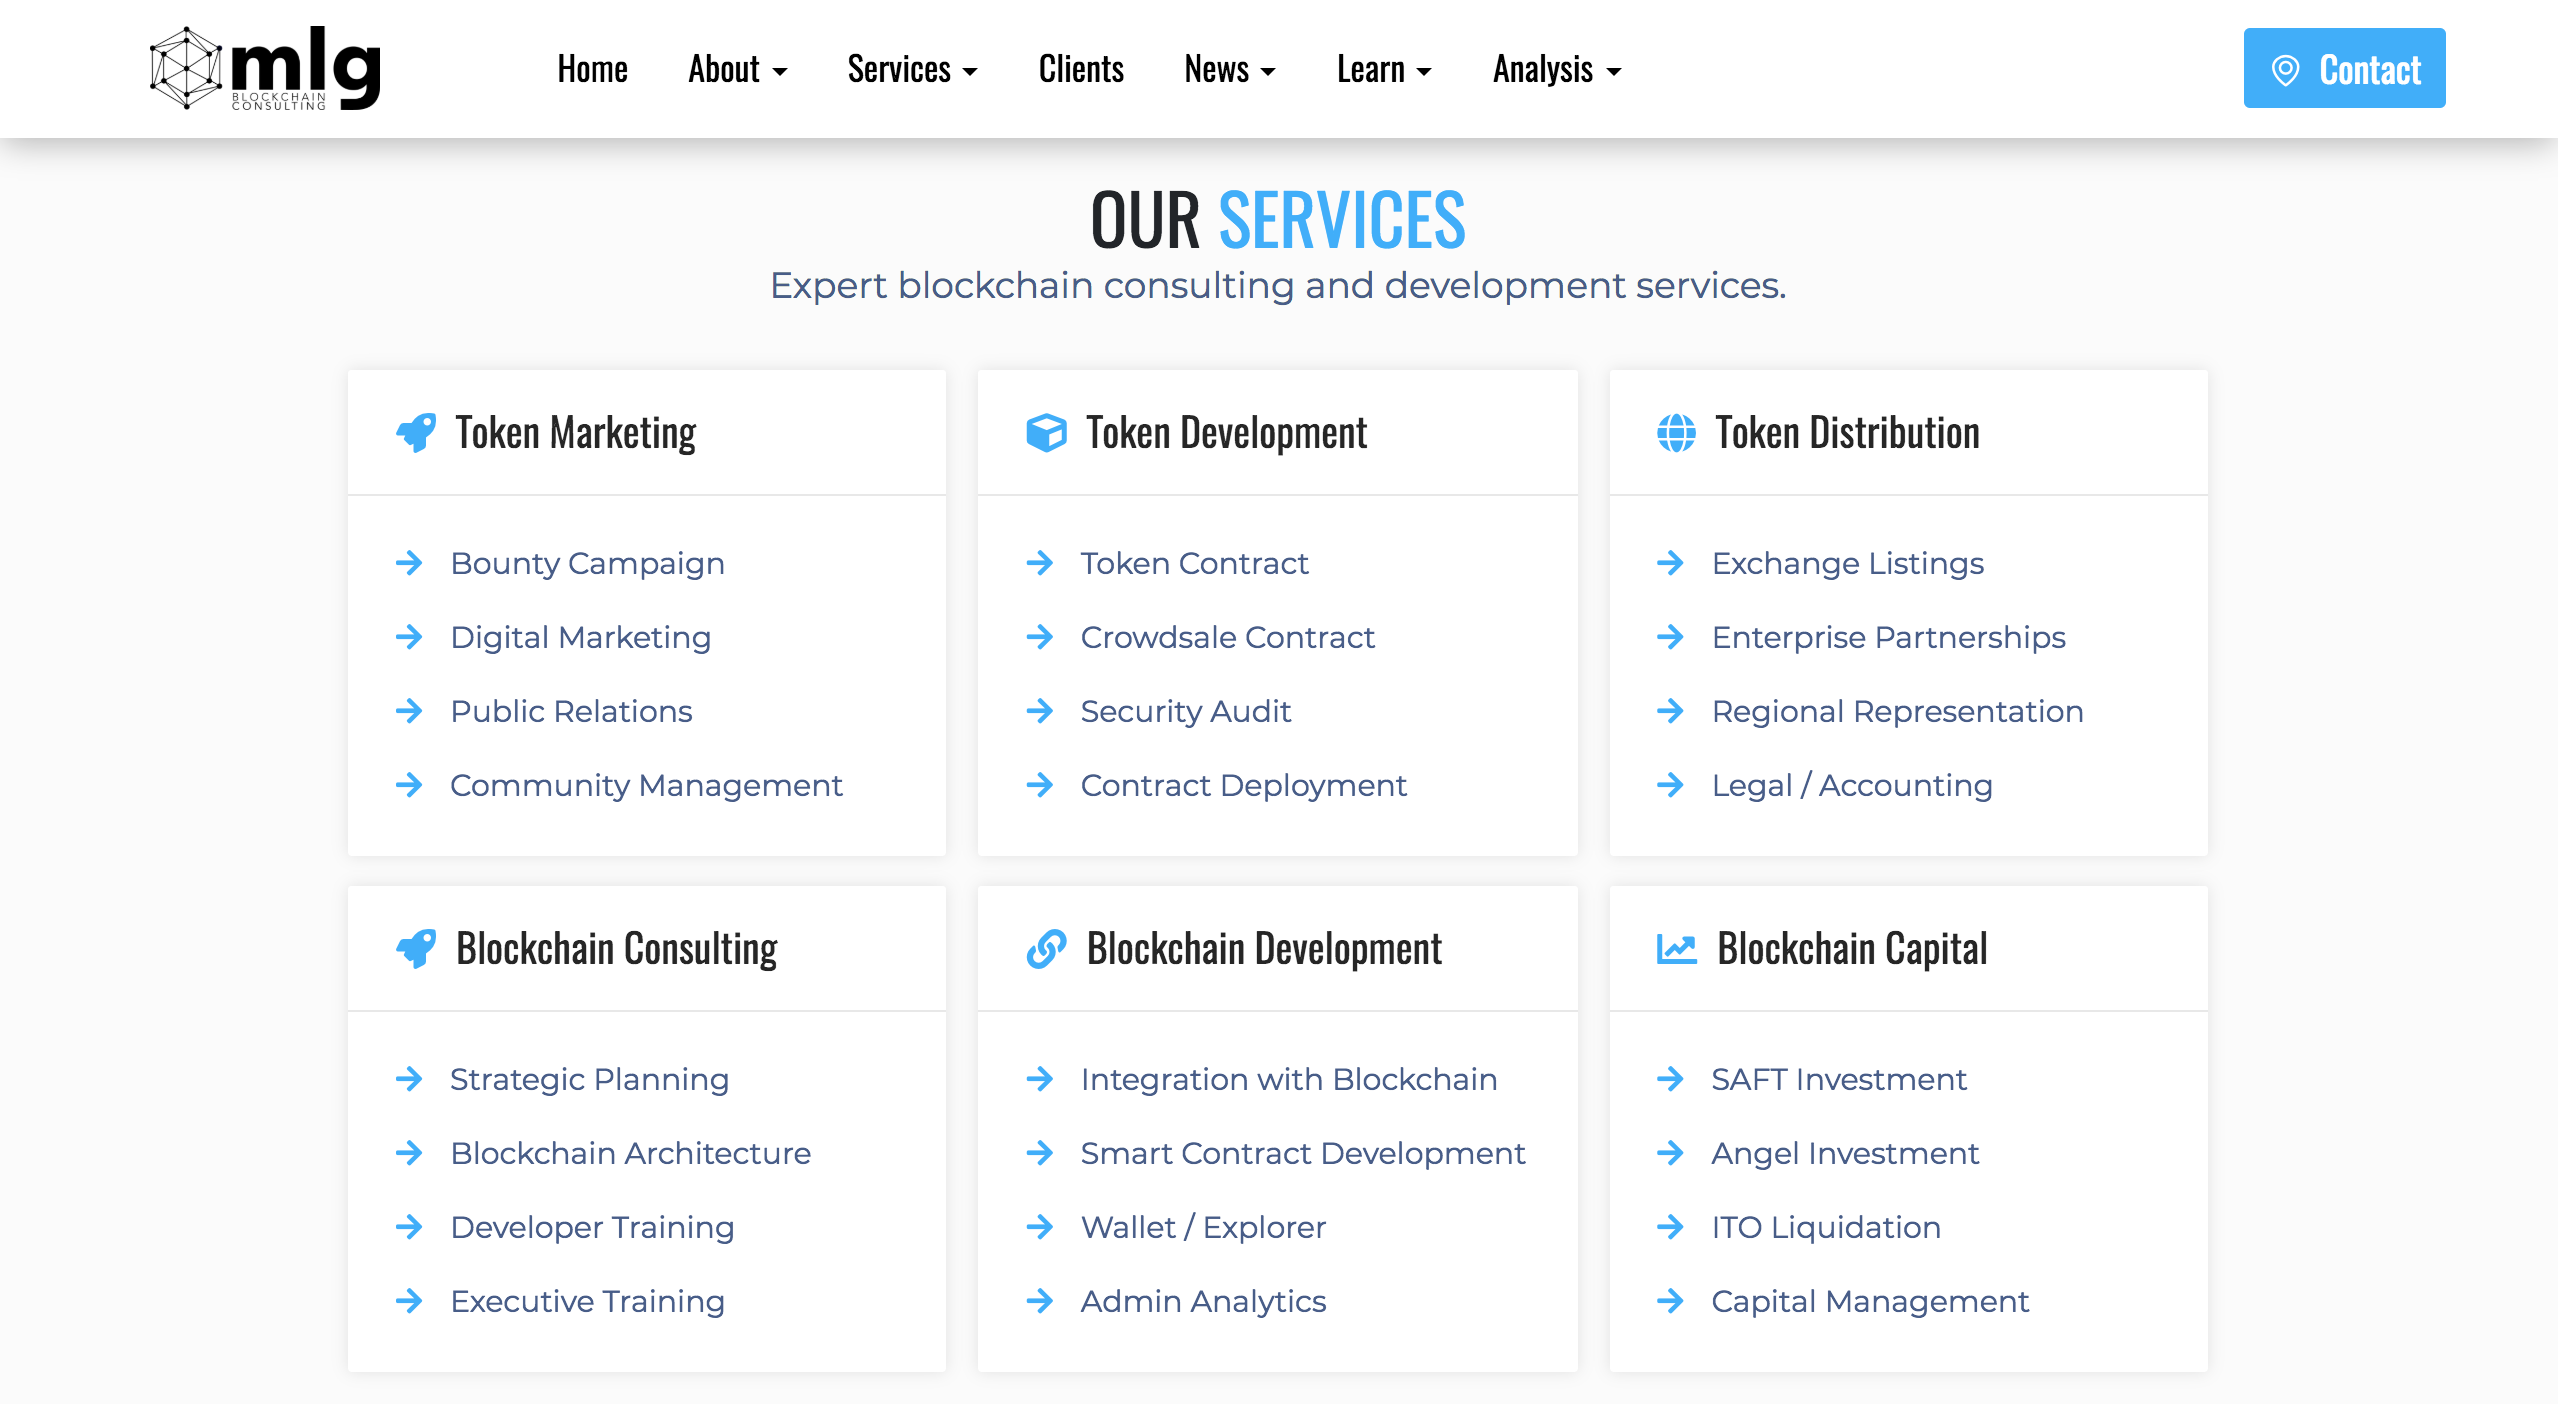 mlg
BLOCKCHAIN
CONSULTING
Home
About
Services
Clients
News
Learn
Analysis
Contact
OUR SERVICES
Expert blockchain consulting and development services.
Token Marketing
Bounty Campaign
Digital Marketing
Public Relations
Community Management
Token Development
Token Contract
Crowdsale Contract
Security Audit
Contract Deployment
Token Distribution
Exchange Listings
Enterprise Partnerships
Regional Representation
Legal / Accounting
Blockchain Consulting
Strategic Planning
Blockchain Architecture
Developer Training
Executive Training
Blockchain Development
Integration with Blockchain
Smart Contract Development
Wallet / Explorer
Admin Analytics
Blockchain Capital
SAFT Investment
Angel Investment
ITO Liquidation
Capital Management